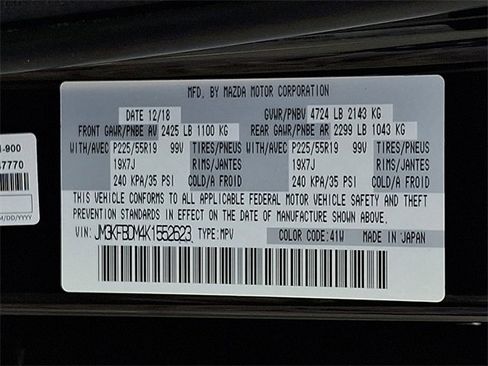 MFD. BY MAZDA MOTOR CORPORATION
DATE 12/18 GVWR/PNBV 4724 LB 2143 KG
FRONT GAWR/PNBE AV 2425 LB 1100 KG REAR GAWR/PNBE AR 2299 LB 1043 KG
WITH/AVEC P225/55R19 99V TIRES/PNEUS WITH/AVEC P225/55R19 99V TIRES/PNEUS
19X7J RIMS/JANTES 19X7J RIMS/JANTES
240 KPA/35 PSI COLD/A FROID 240 KPA/35 PSI COLD/A FROID
THIS VEHICLE CONFORMS TO ALL APPLICABLE FEDERAL MOTOR VEHICLE SAFETY AND THEFT
PREVENTION STANDARDS IN EFFECT ON THE DATE OF MANUFACTURE SHOWN ABOVE.
VIN: JM3KFBDM4K1552623 TYPE: MPV COLOR CODE: 41W MADE IN JAPAN
-900
7770
M/DD/YYYY